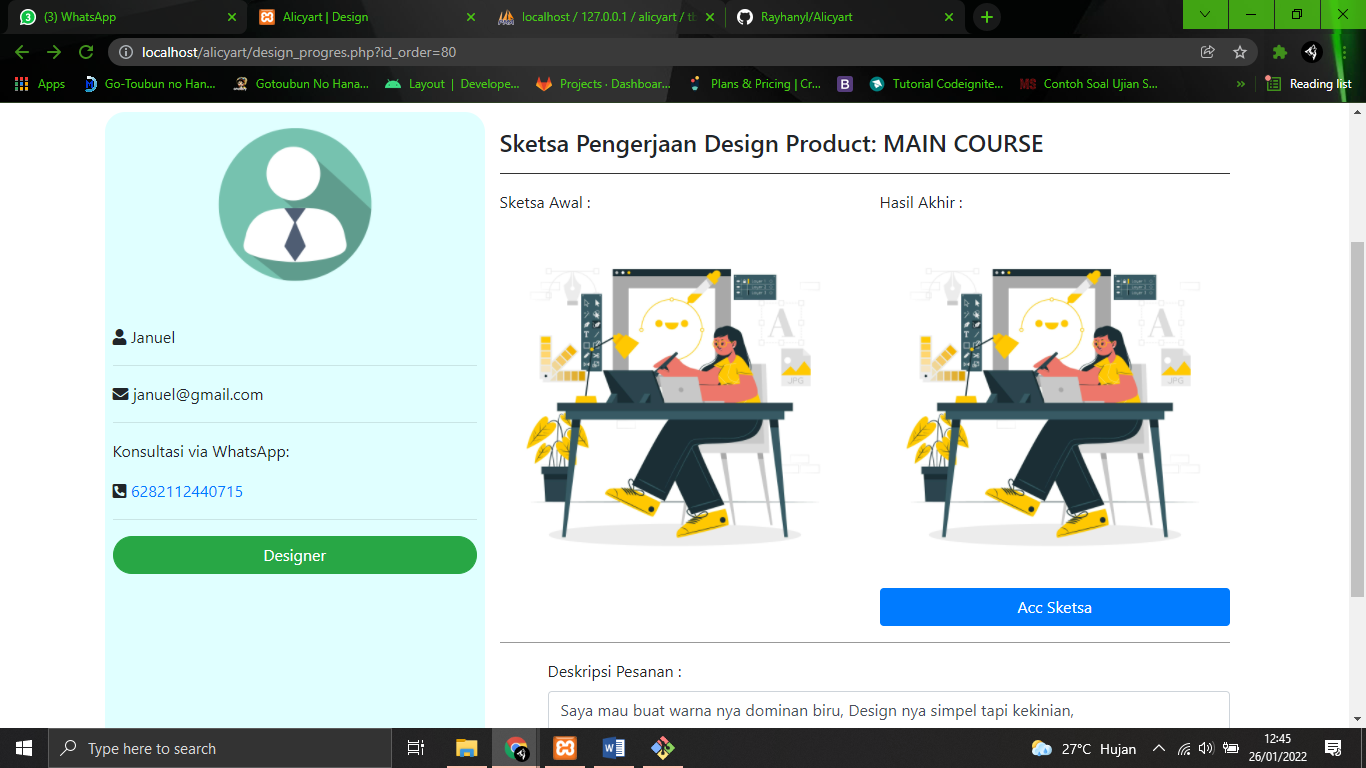 (3) WhatsApp
Alicyart | Design
localhost / 127.0.0.1 / alicyart / tb
Rayhanyl/Alicyart
localhost/alicyart/design_progres.php?id_order=80
Apps
Go-Toubun no Han...
Gotoubun No Hana...
Layout | Develope...
Projects · Dashboar...
Plans & Pricing | Cr...
B
Tutorial Codeignite...
MS
Contoh Soal Ujian S...
»
Reading list
Sketsa Pengerjaan Design Product: MAIN COURSE
Sketsa Awal :
Hasil Akhir :
A
JPG
A
JPG
Januel
januel@gmail.com
Konsultasi via WhatsApp:
6282112440715
Designer
Acc Sketsa
Deskripsi Pesanan :
Saya mau buat warna nya dominan biru, Design nya simpel tapi kekinian,
Type here to search
27°C Hujan
12:45
26/01/2022